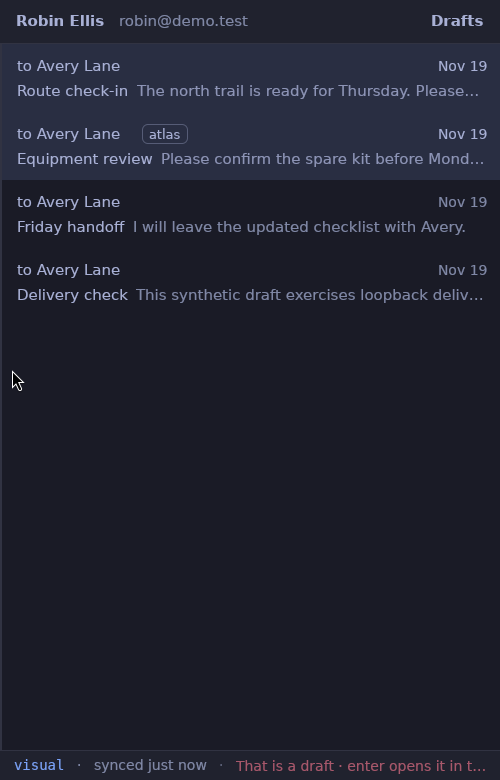 Robin Ellis robin@demo.test Drafts
to Avery Lane Nov 19
Route check-in The north trail is ready for Thursday. Please…
to Avery Lane atlas Nov 19
Equipment review Please confirm the spare kit before Mond…
to Avery Lane Nov 19
Friday handoff I will leave the updated checklist with Avery.
to Avery Lane Nov 19
Delivery check This synthetic draft exercises loopback deliv…
visual · synced just now · That is a draft · enter opens it in t…